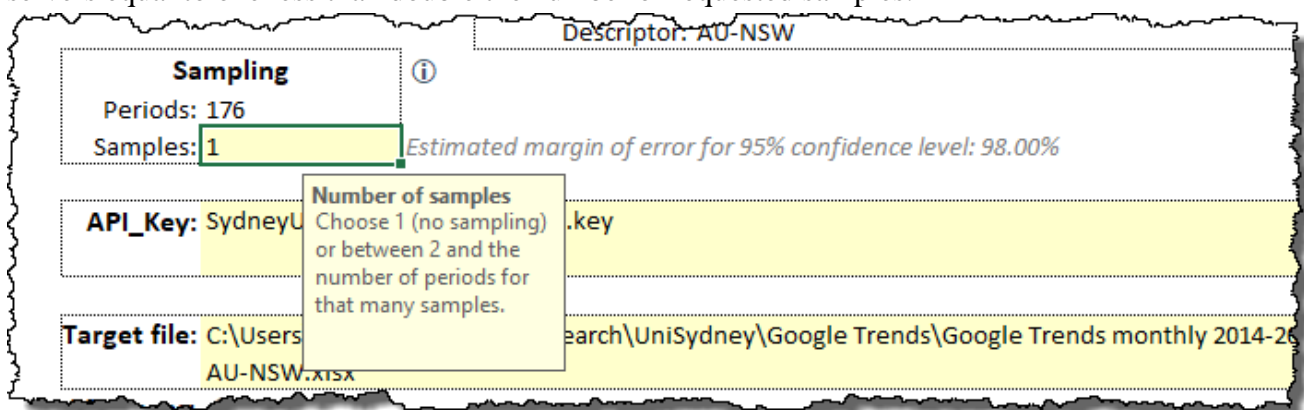 Descriptor: AU-NSW
Sampling
Periods: 176
Samples: 1
Estimated margin of error for 95% confidence level: 98.00%
Number of samples
Choose 1 (no sampling)
or between 2 and the
number of periods for
that many samples.
API_Key: SydneyU .key
Target file: C:\Users earch\UniSydney\Google Trends\Google Trends monthly 2014-2
AU-NSW.xlsx